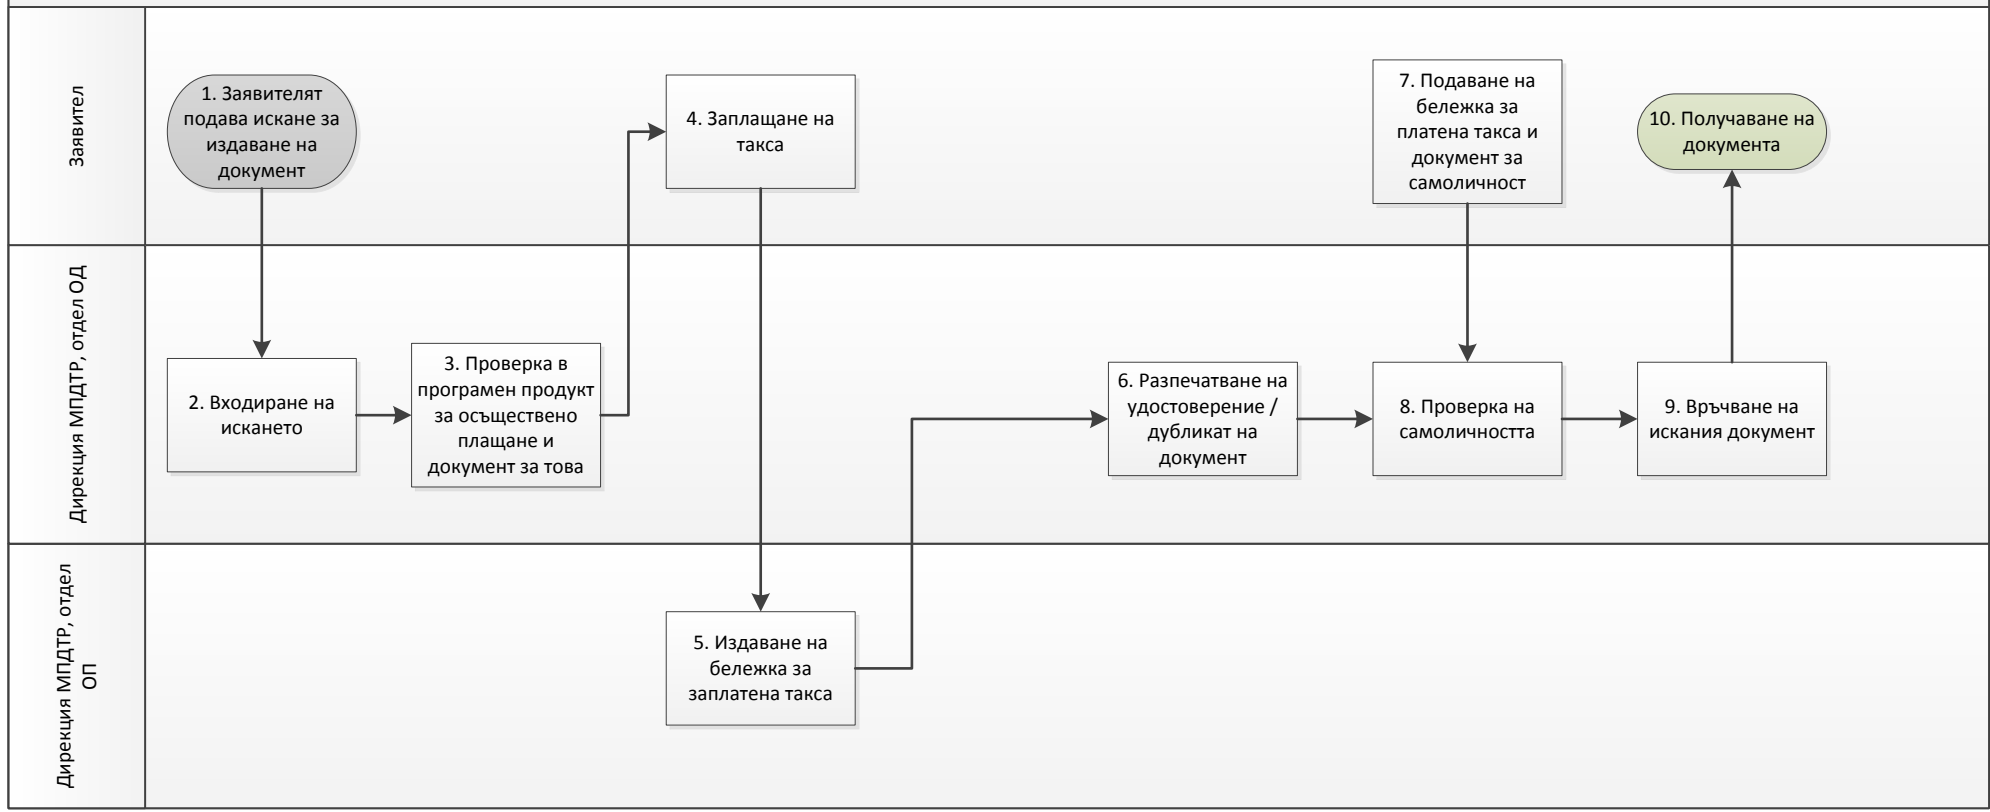 Заявител
1. Заявителят
подава искане за
издаване на
документ
4. Заплащане на
такса
7. Подаване на
бележка за
платена такса и
документ за
самоличност
10. Получаване на
документа
Дирекция МПДТР, отдел ОД
2. Входиране на
искането
3. Проверка в
програмен продукт
за осъществено
плащане и
документ за това
6. Разпечатване на
удостоверение /
дубликат на
документ
8. Проверка на
самоличността
9. Връчване на
искания документ
Дирекция МПДТР, отдел
ОП
5. Издаване на
бележка за
заплатена такса